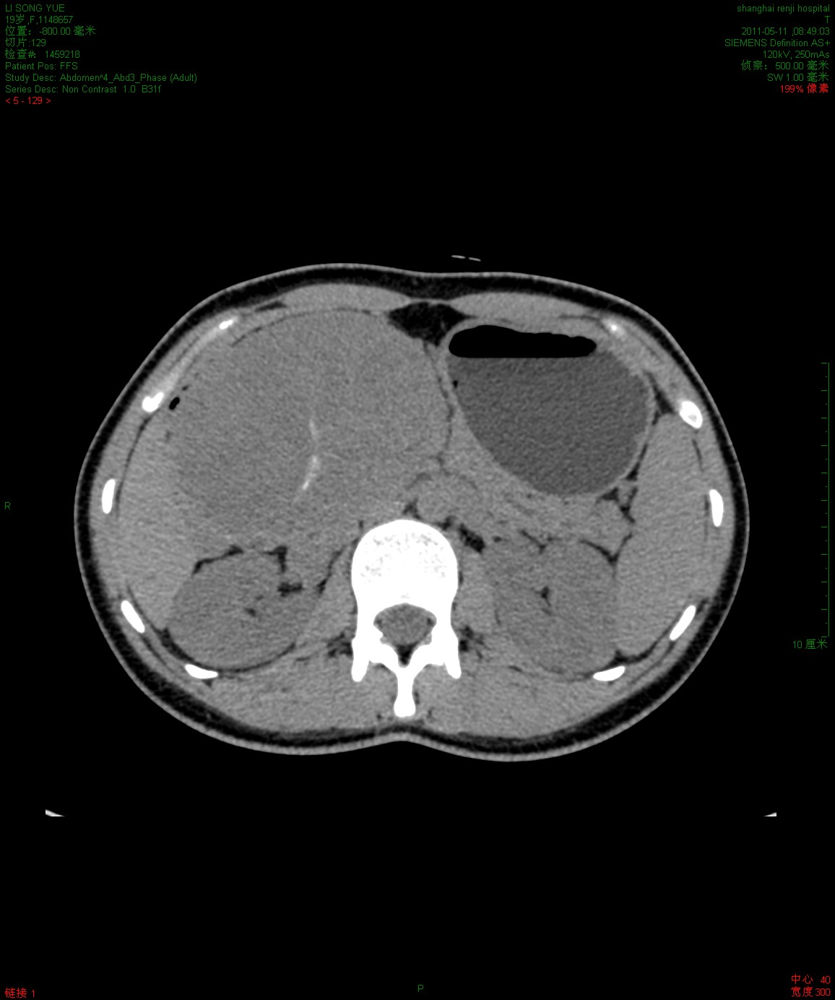 LI SONG YUE
19岁 ,F,1148657
位置: -800.00 毫米
切片:129
检查#: 1459218
Patient Pos: FFS
Study Desc: Abdomen^4_Abd3_Phase (Adult)
Series Desc: Non Contrast 1.0 B31f
< 5 - 129 >
shanghai renji hospital
T
2011-05-11 ,08:49:03
SIEMENS Definition AS+
120kV, 250mAs
侦察: 500.00 毫米
SW 1.00 毫米
199% 像素
R
10 厘米
链接 1
P
中心 40
宽度 300